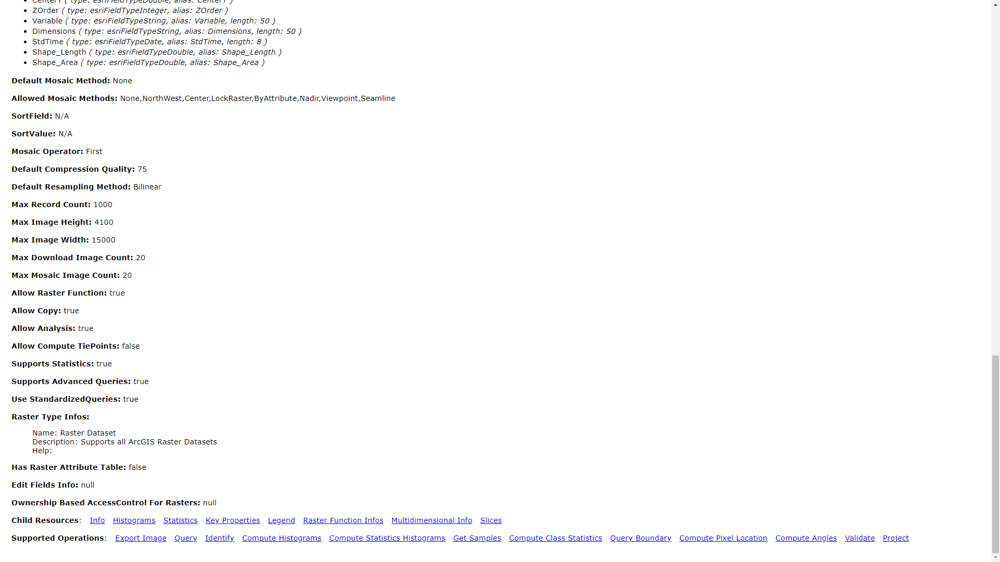 CenterY ( type: esriFieldTypeDouble, alias: CenterY )
ZOrder ( type: esriFieldTypeInteger, alias: ZOrder )
Variable ( type: esriFieldTypeString, alias: Variable, length: 50 )
Dimensions ( type: esriFieldTypeString, alias: Dimensions, length: 50 )
StdTime ( type: esriFieldTypeDate, alias: StdTime, length: 8 )
Shape_Length ( type: esriFieldTypeDouble, alias: Shape_Length )
Shape_Area ( type: esriFieldTypeDouble, alias: Shape_Area )
Default Mosaic Method: None
Allowed Mosaic Methods: None,NorthWest,Center,LockRaster,ByAttribute,Nadir,Viewpoint,Seamline
SortField: N/A
SortValue: N/A
Mosaic Operator: First
Default Compression Quality: 75
Default Resampling Method: Bilinear
Max Record Count: 1000
Max Image Height: 4100
Max Image Width: 15000
Max Download Image Count: 20
Max Mosaic Image Count: 20
Allow Raster Function: true
Allow Copy: true
Allow Analysis: true
Allow Compute TiePoints: false
Supports Statistics: true
Supports Advanced Queries: true
Use StandardizedQueries: true
Raster Type Infos:
Name: Raster Dataset
Description: Supports all ArcGIS Raster Datasets
Help:
Has Raster Attribute Table: false
Edit Fields Info: null
Ownership Based AccessControl For Rasters: null
Child Resources: Info Histograms Statistics Key Properties Legend Raster Function Infos Multidimensional Info Slices
Supported Operations: Export Image Query Identify Compute Histograms Compute Statistics Histograms Get Samples Compute Class Statistics Query Boundary Compute Pixel Location Compute Angles Validate Project